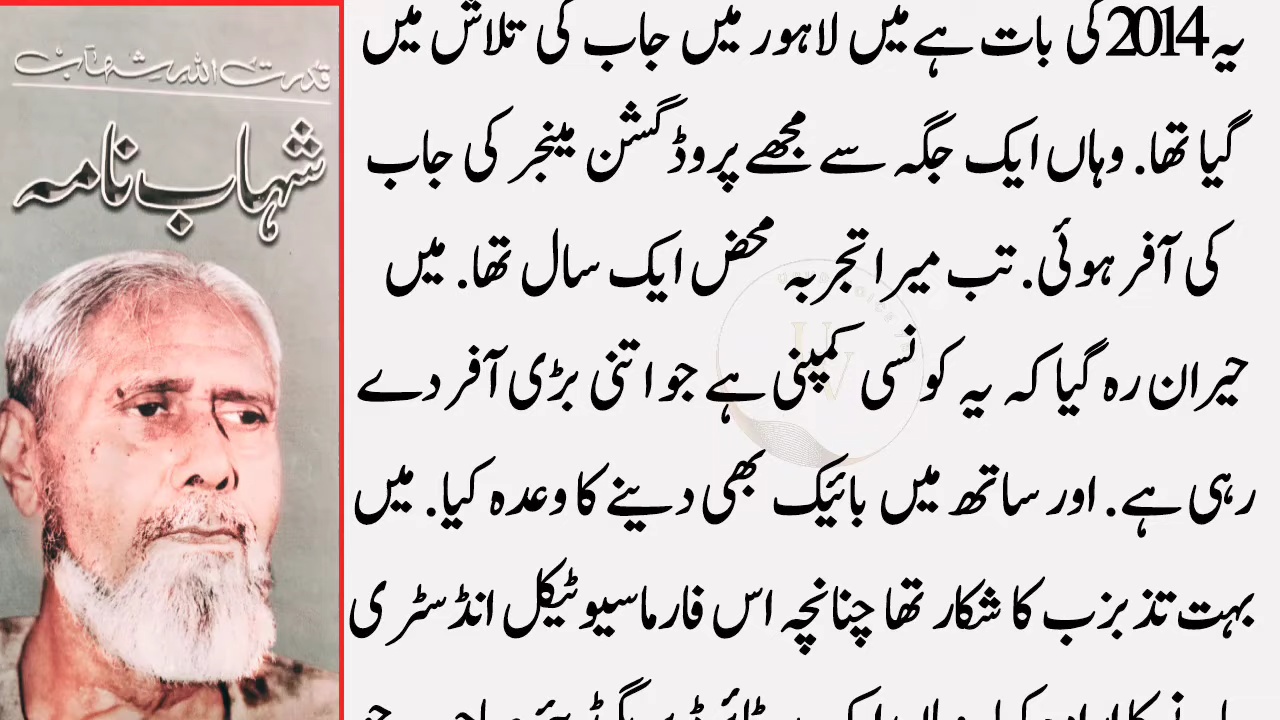 قدرت اللہ شہاب
شہاب نامہ
یہ 2014 کی بات ہے میں لاہور میں جاب کی تلاش میں
گیا تھا. وہاں ایک جگہ سے مجھے پروڈکشن مینجر کی جاب
کی آفر ہوئی. تب میرا تجربہ محض ایک سال تھا. میں
حیران رہ گیا کہ یہ کونسی کمپنی ہے جو اتنی بڑی آفر دے
رہی ہے. اور ساتھ میں بائیک بھی دینے کا وعدہ کیا. میں
بہت تذبزب کا شکار تھا چنانچہ اس فارماسیوٹیکل انڈسٹری